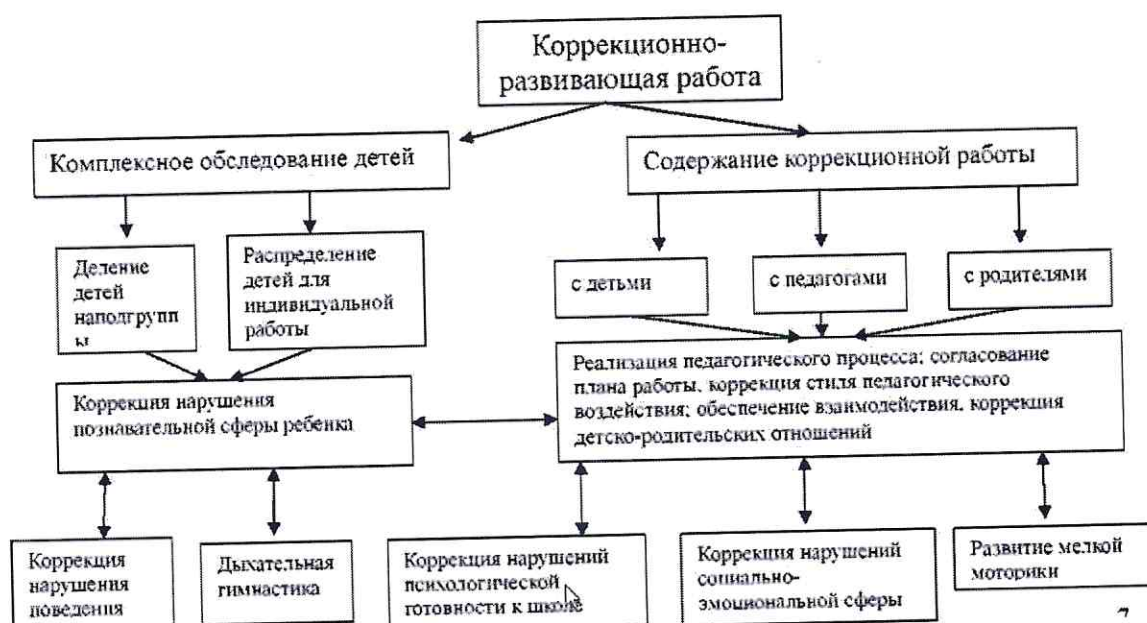 Коррекционно-
развивающая работа
Комплексное обследование детей
Содержание коррекционной работы
Деление
детей
наподгрупп
ы
Распределение
детей для
индивидуальной
работы
с детьми
с педагогами
с родителями
Коррекция нарушения
познавательной сферы ребенка
Реализация педагогического процесса: согласование
плана работы, коррекция стиля педагогического
воздействия; обеспечение взаимодействия, коррекция
детско-родительских отношений
Коррекция
нарушения
поведения
Дыхательная
гимнастика
Коррекция нарушений
психологической
готовности к школе
Коррекция нарушений
социально-
эмоциональной сферы
Развитие мелкой
моторики